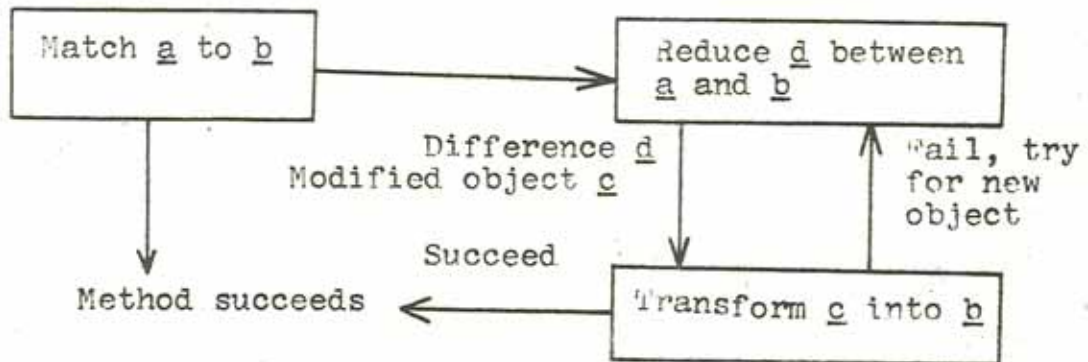 Match a to b
Reduce d between
a and b
Difference d
Modified object c
Fail, try
for new
object
Succeed
Method succeeds
Transform c into b